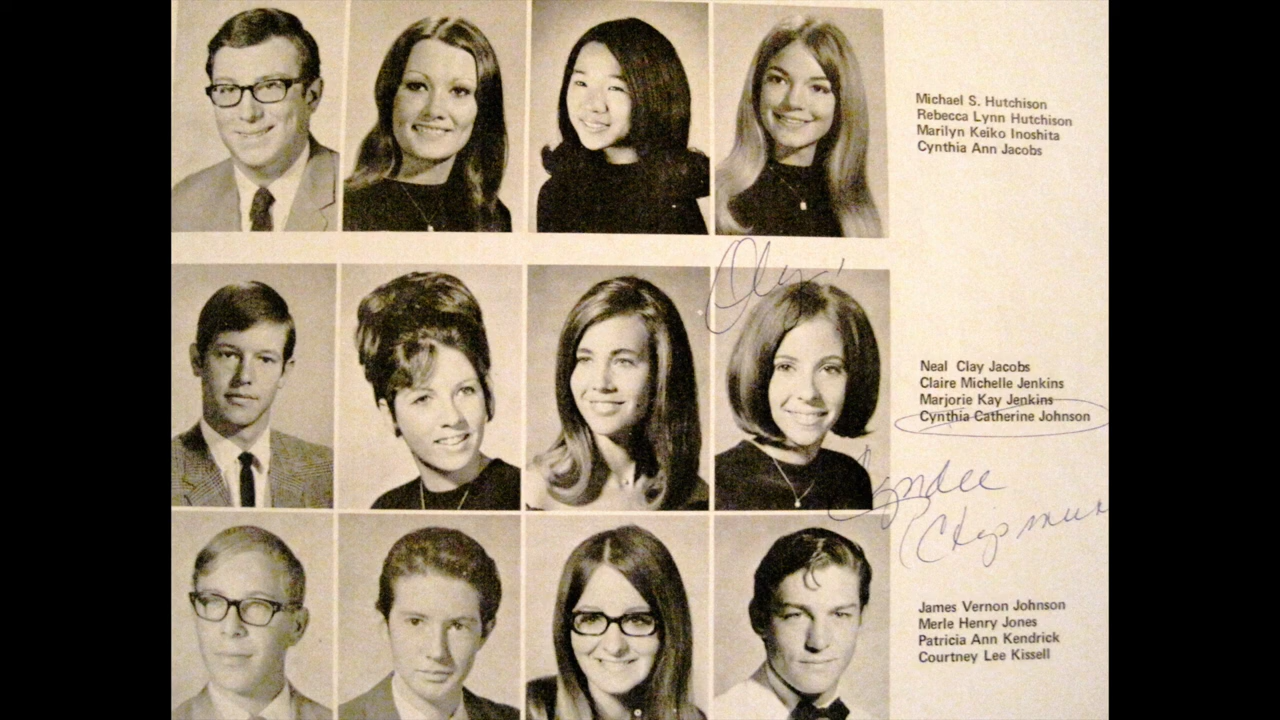 Michael S. Hutchison
Rebecca Lynn Hutchison
Marilyn Keiko Inoshita
Cynthia Ann Jacobs
Neal Clay Jacobs
Claire Michelle Jenkins
Marjorie Kay Jenkins
Cynthia Catherine Johnson
Cyndee
James Vernon Johnson
Merle Henry Jones
Patricia Ann Kendrick
Courtney Lee Kissell